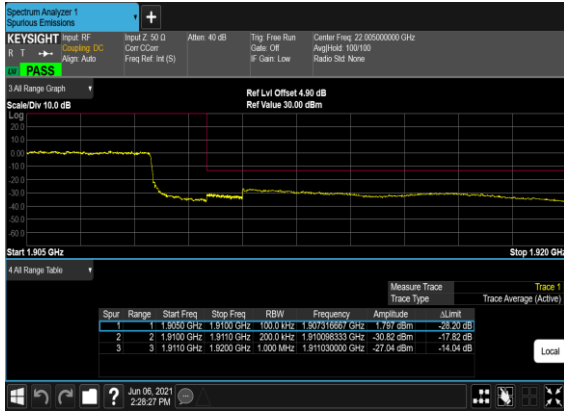 Spectrum Analyzer 1
Spurious Emissions
+
KEYSIGHT Input: RF Input Z: 50 Ω Atten: 40 dB Trig: Free Run Center Freq: 22.005000000 GHz
R T Coupling: DC Corr CCorr Gate: Off Avg|Hold: 100/100
Align: Auto Freq Ref: Int (S) IF Gain: Low Radio Std: None
PASS
3 All Range Graph
Scale/Div 10.0 dB
Ref Lvl Offset 4.90 dB
Ref Value 30.00 dBm
Log
20.0
10.0
0.00
-10.0
-20.0
-30.0
-40.0
-50.0
-60.0
Start 1.905 GHz Stop 1.920 GHz
4 All Range Table
Measure Trace Trace 1
Trace Type Trace Average (Active)
Spur Range Start Freq Stop Freq RBW Frequency Amplitude ΔLimit
1 1 1.9050 GHz 1.9100 GHz 100.0 kHz 1.907316667 GHz 1.797 dBm -28.20 dB
2 2 1.9100 GHz 1.9110 GHz 200.0 kHz 1.910098333 GHz -30.82 dBm -17.82 dB
3 3 1.9110 GHz 1.9200 GHz 1.000 MHz 1.911030000 GHz -27.04 dBm -14.04 dB
Local
?
Jun 06, 2021
2:28:27 PM